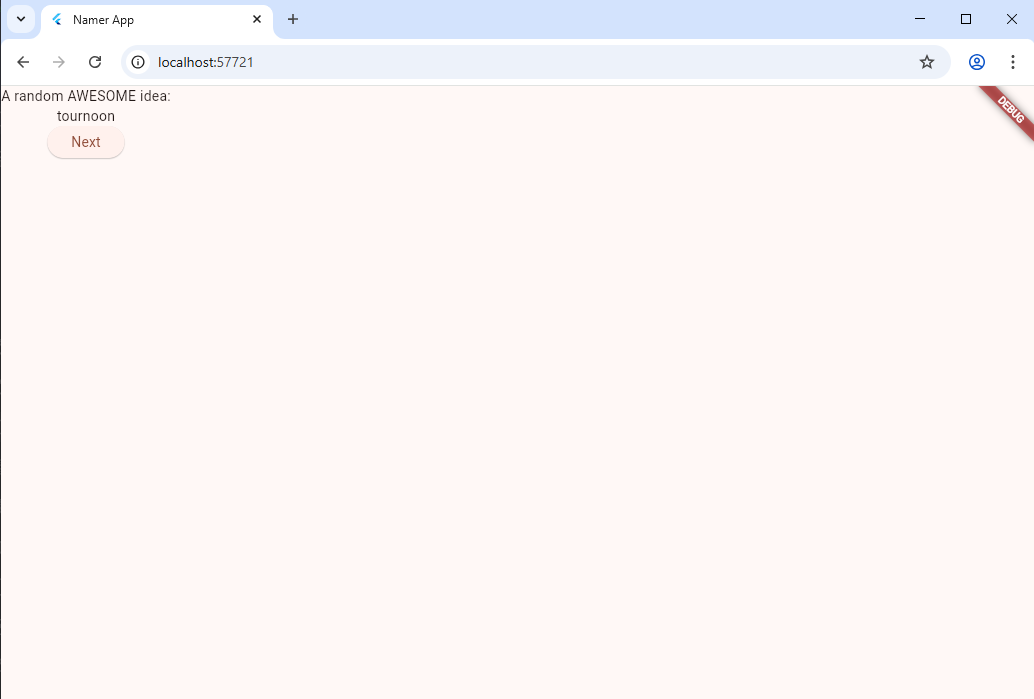 Namer App
localhost:57721
A random AWESOME idea:
DEBUG
tournoon
Next